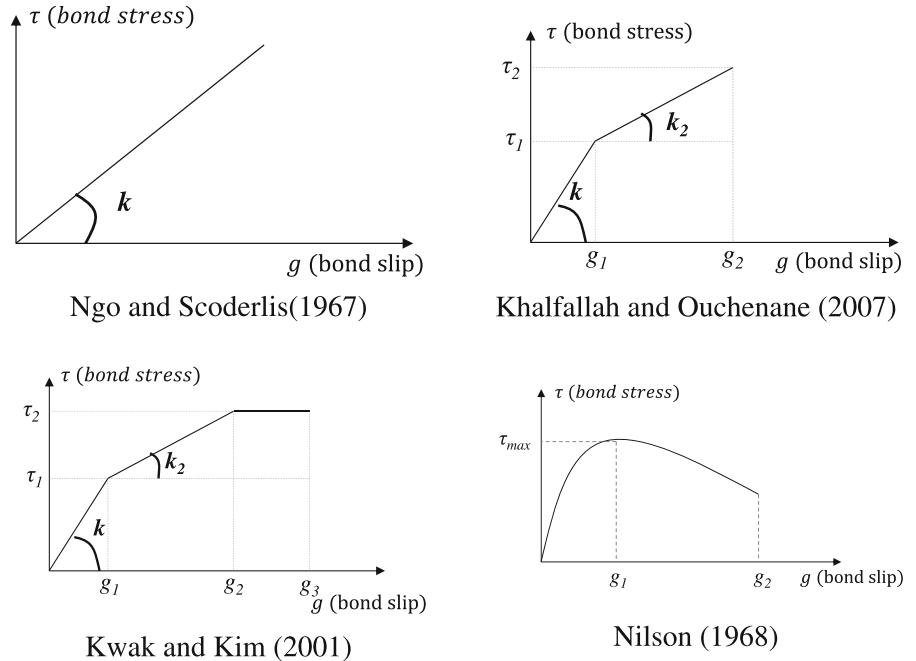 τ (bond stress)
k
g (bond slip)
Ngo and Scoderlis(1967)
τ (bond stress)
τ2
k2
τ1
k
g1 g2 g (bond slip)
Khalfallah and Ouchenane (2007)
τ (bond stress)
τ2
k2
τ1
k
g1 g2 g3
g (bond slip)
Kwak and Kim (2001)
τ (bond stress)
τmax
g1 g2 g (bond slip)
Nilson (1968)